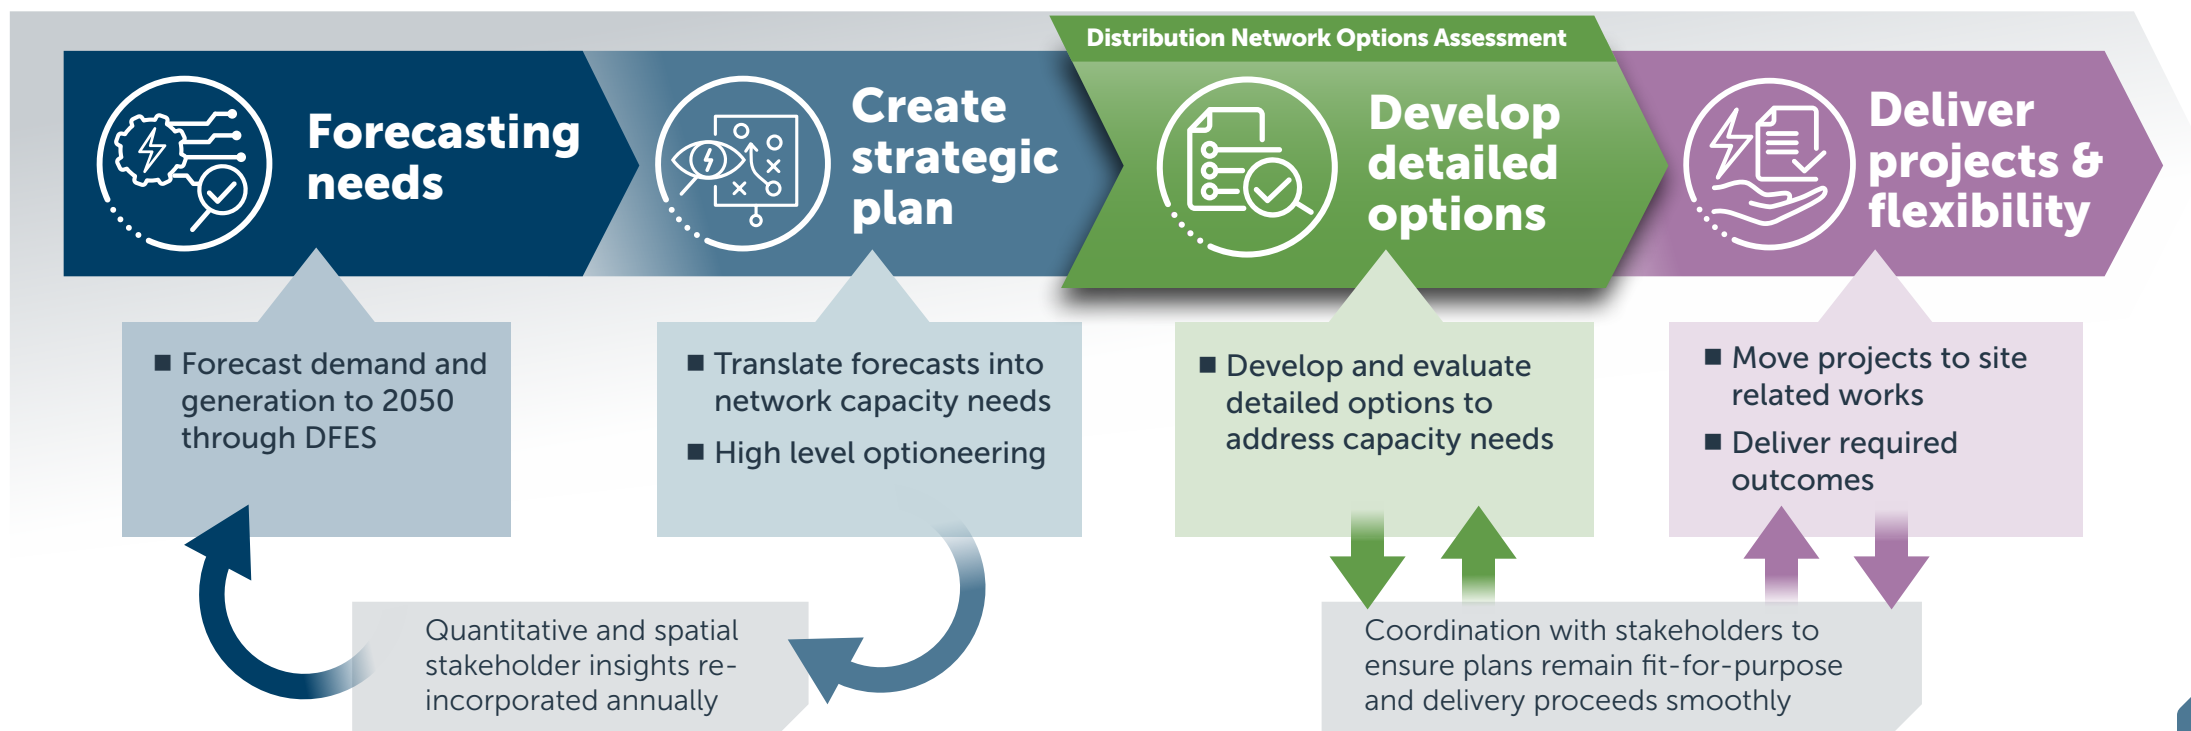 Distribution Network Options Assessment
Forecasting
needs
Create
strategic
plan
Develop
detailed
options
Deliver
projects &
flexibility
■ Forecast demand and
generation to 2050
through DFES
■ Translate forecasts into
network capacity needs
■ High level optioneering
■ Develop and evaluate
detailed options to
address capacity needs
■ Move projects to site
related works
■ Deliver required
outcomes
Quantitative and spatial
stakeholder insights re-
incorporated annually
Coordination with stakeholders to
ensure plans remain fit-for-purpose
and delivery proceeds smoothly